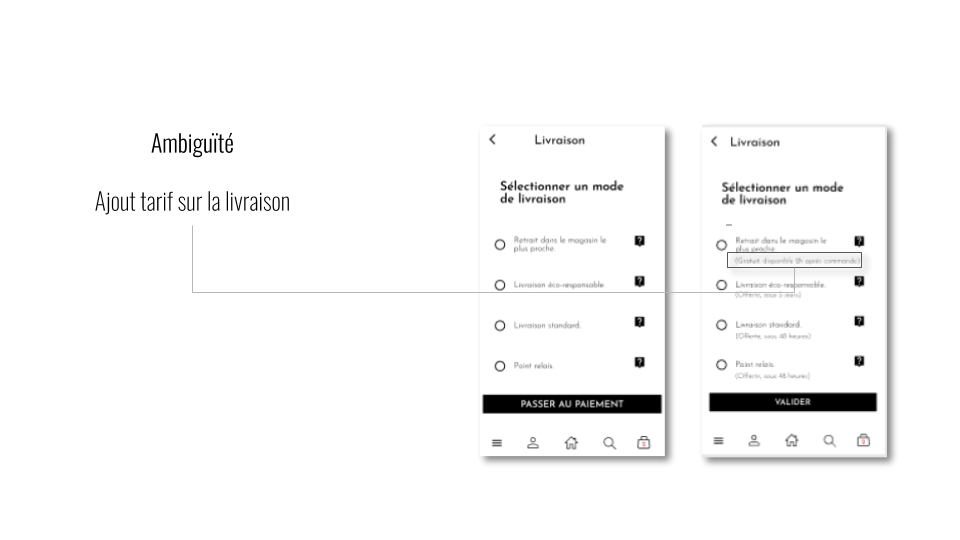 Ambiguïté
Ajout tarif sur la livraison
Livraison
Sélectionner un mode
de livraison
Retrait dans le magasin le
plus proche.
Livraison éco-responsable.
Livraison standard.
Point relais.
PASSER AU PAIEMENT
Livraison
Sélectionner un mode
de livraison
Retrait dans le magasin le
plus proche.
(Gratuit, disponible 2h après commande)
Livraison éco-responsable.
(Offerte, sous 5 jours)
Livraison standard.
(Offerte, sous 48 heures)
Point relais.
(Offerte, sous 48 heures)
VALIDER